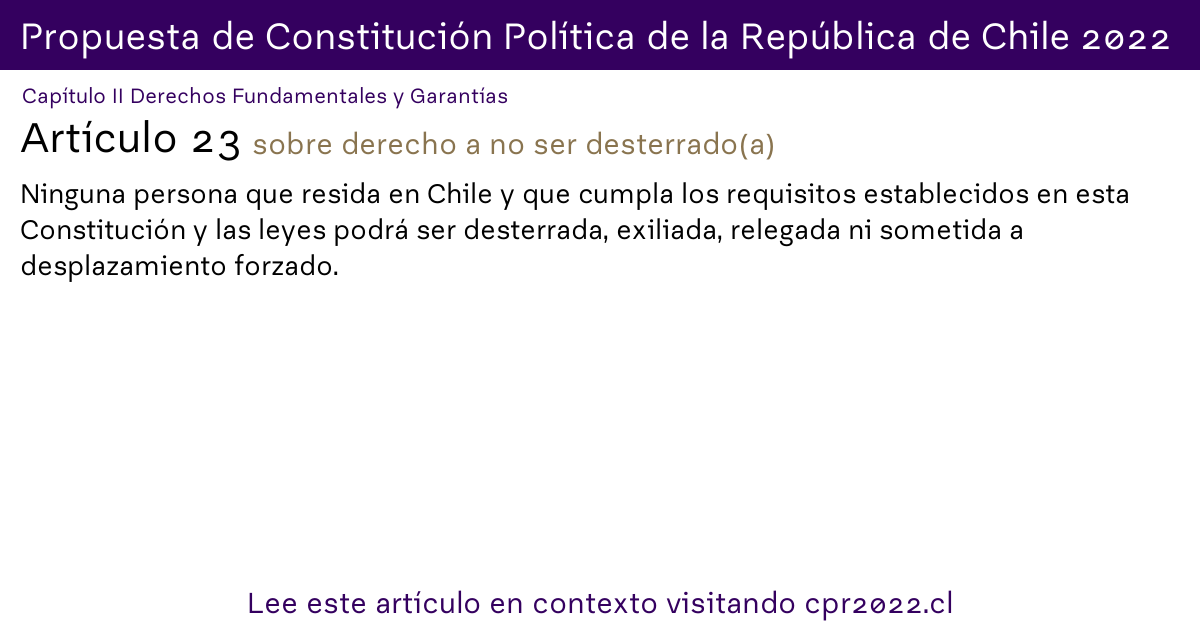 Propuesta de Constitución Política de la República de Chile 2022
Capítulo II Derechos Fundamentales y Garantías
Artículo 23 sobre derecho a no ser desterrado(a)
Ninguna persona que resida en Chile y que cumpla los requisitos establecidos en esta
Constitución y las leyes podrá ser desterrada, exiliada, relegada ni sometida a
desplazamiento forzado.
Lee este artículo en contexto visitando cpr2022.cl